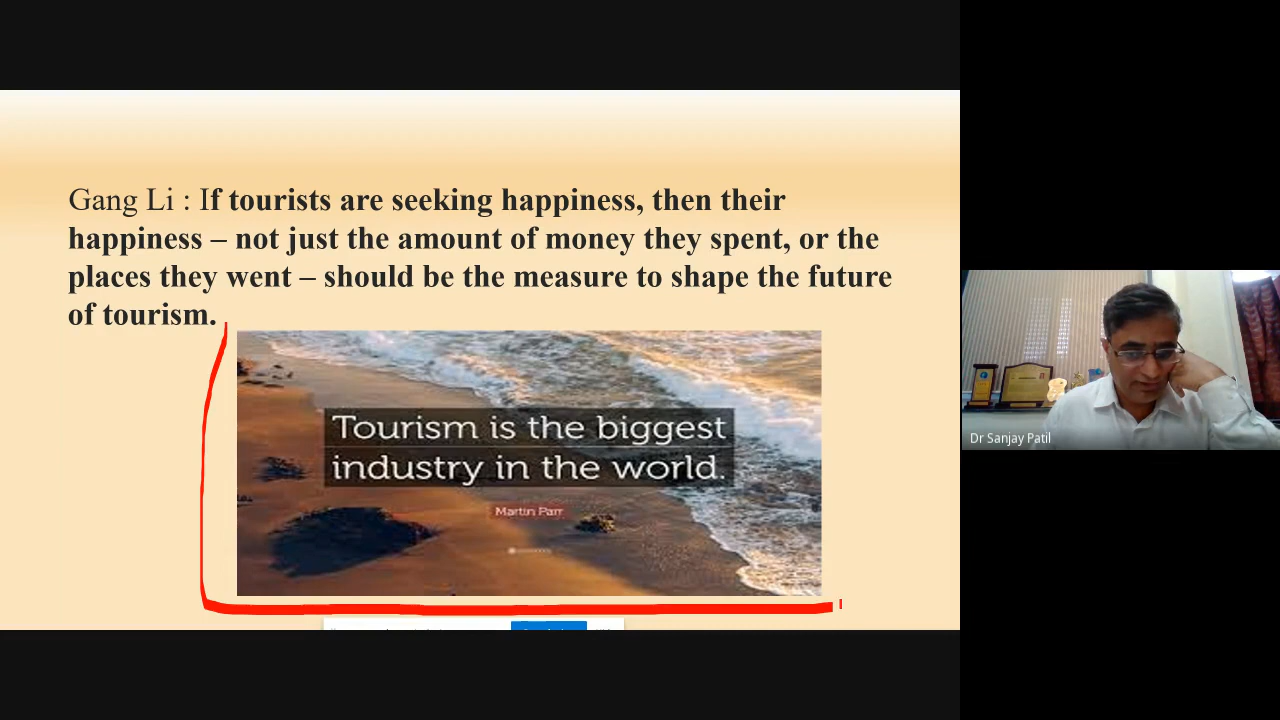 Gang Li : If tourists are seeking happiness, then their
happiness – not just the amount of money they spent, or the
places they went – should be the measure to shape the future
of tourism.
Tourism is the biggest
industry in the world.
Martin Parr
Dr Sanjay Patil